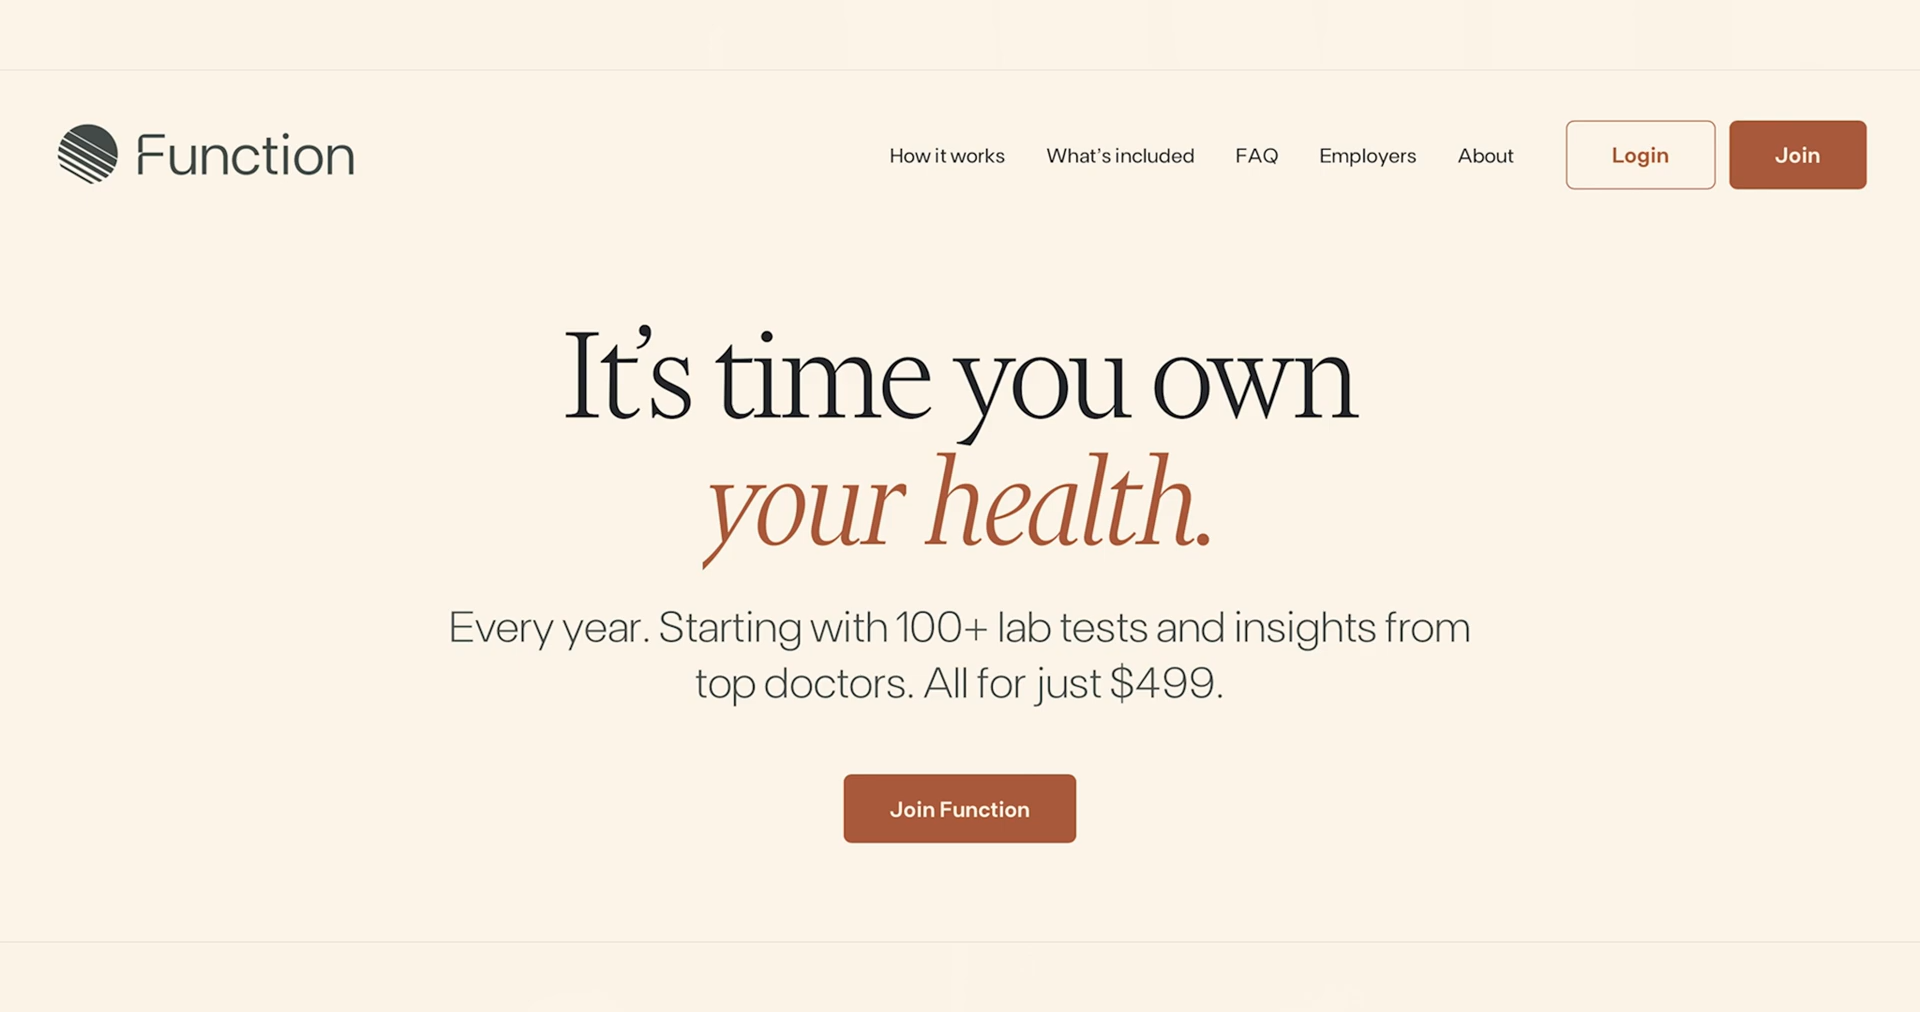 Function
How it works
What’s included
FAQ
Employers
About
Login
Join
It’s time you own
your health.
Every year. Starting with 100+ lab tests and insights from
top doctors. All for just $499.
Join Function